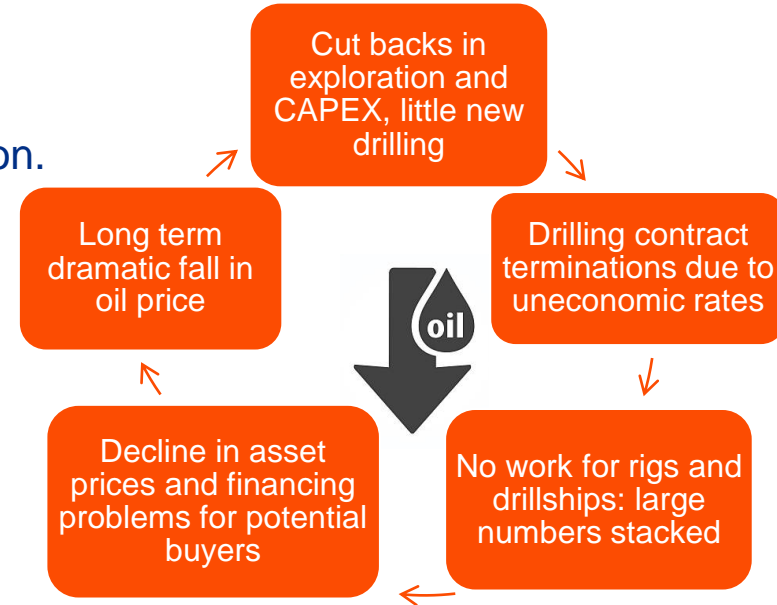 Cut backs in
exploration and
CAPEX, little new
drilling
on.
Long term
dramatic fall in
oil price
Drilling contract
terminations due to
uneconomic rates
oil
Decline in asset
prices and financing
problems for potential
buyers
No work for rigs and
drillships: large
numbers stacked